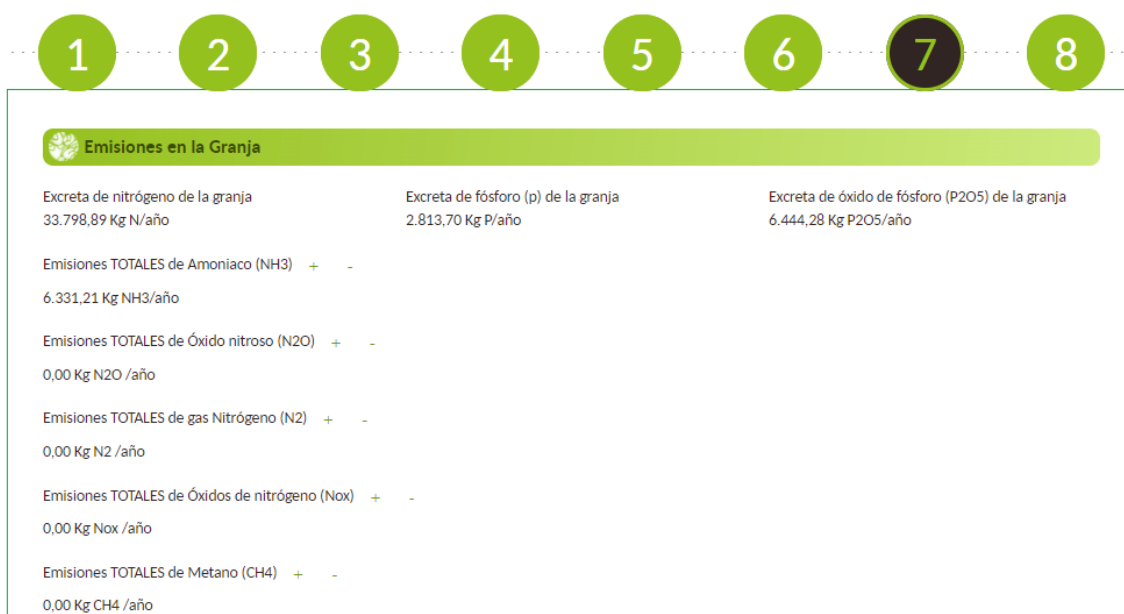 1 2 3 4 5 6 7 8
Emisiones en la Granja
Excreta de nitrógeno de la granja
33.798,89 Kg N/año
Excreta de fósforo (p) de la granja
2.813,70 Kg P/año
Excreta de óxido de fósforo (P2O5) de la granja
6.444,28 Kg P2O5/año
Emisiones TOTALES de Amoniaco (NH3) + -
6.331,21 Kg NH3/año
Emisiones TOTALES de Óxido nitroso (N2O) + -
0,00 Kg N2O /año
Emisiones TOTALES de gas Nitrógeno (N2) + -
0,00 Kg N2 /año
Emisiones TOTALES de Óxidos de nitrógeno (Nox) + -
0,00 Kg Nox /año
Emisiones TOTALES de Metano (CH4) + -
0,00 Kg CH4 /año